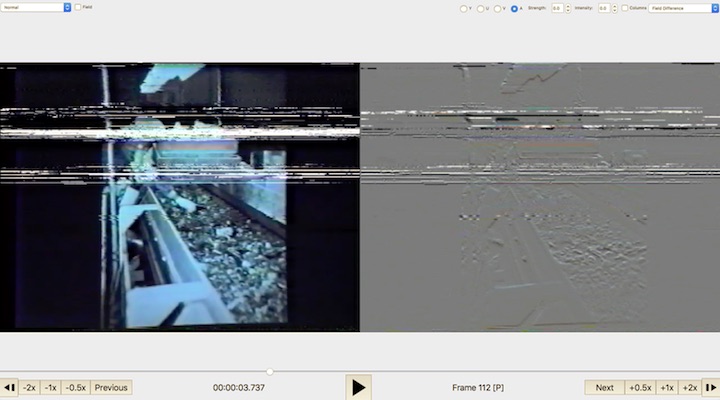 Normal Field Y U V A Strength: 0.0 Intensity: 0.0 Columns Field Difference
-2x -1x -0.5x Previous 00:00:03.737 Frame 112 [P] Next +0.5x +1x +2x